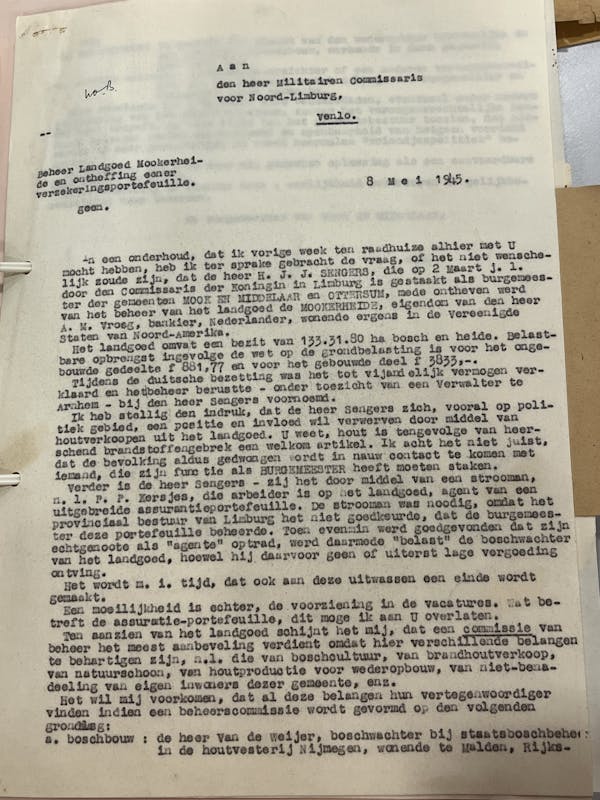 A a n
den heer Militairen Commissaris
voor Noord-Limburg,
Venlo.
--
Beheer Landgoed Mookerhei-
de en ontheffing eener
verzekeringsportefeuille.
8 Mei 1945.
geen.
In een onderhoud, dat ik vorige week ten raadhuize alhier met U
mocht hebben, heb ik ter sprake gebracht de vraag, of het niet wensche-
lijk zoude zijn, dat de heer H. J. J. SENGERS, die op 2 Maart j. l.
door den Commissaris der Koningin in Limburg is gestaakt als burgemees-
ter der gemeenten MOOK EN MIDDELAAR en OTTERSUM, mede ontheven werd
van het beheer van het landgoed de MOOKERHEIDE, eigendom van den heer
A. M. Vroeg, bankier, Nederlander, wonende ergens in de Vereenigde
Staten van Noord-Amerika.
Het landgoed omvat een bezit van 133.31.80 ha bosch en heide. Belast-
bare opbrengst ingevolge de wet op de grondbelasting is voor het onge-
bouwde gedeelte f 881,77 en voor het gebouwde deel f 3833,-.
Tijdens de duitsche bezetting was het tot vijandelijk vermogen ver-
klaard en hetbeheer berustte - onder toezicht van een Verwalter te
Arnhem - bij den heer Sengers voornoemd.
Ik heb stellig den indruk, dat de heer Sengers zich, vooral op poli-
tiek gebied, een positie en invloed wil verwerven door middel van
houtverkoopen uit het landgoed. U weet, hout is tengevolge van heer-
schend brandstoffengebrek een welkom artikel. Ik acht het niet juist,
dat de bevolking aldus gedwongen wordt in nauw contact te komen met
iemand, die zijn functie als BURGEMEESTER heeft moeten staken.
Verder is de heer Sengers - zij het door middel van een strooman,
n. l. P. P. Kersjes, die arbeider is op het landgoed, agent van een
uitgebreide assurantieportefeuille. De strooman was noodig, omdat het
provinciaal bestuur van Limburg het niet goedkeurde, dat de burgemees-
ter deze portefeuille beheerde. Toen evenmin werd goedgevonden dat zijn
echtgenoote als "agente" optrad, werd daarmede "belast" de boschwachter
van het landgoed, hoewel hij daarvoor geen of uiterst lage vergoeding
ontving.
Het wordt m. i. tijd, dat ook aan deze uitwassen een einde wordt
gemaakt.
Een moeilijkheid is echter, de voorziening in de vacatures. Wat be-
treft de assuratie-portefeuille, dit moge ik aan U overlaten.
Ten aanzien van het landgoed schijnt het mij, dat een commissie van
beheer het meest aanbeveling verdient omdat hier verschillende belangen
te behartigen zijn, n.l. die van boschcultuur, van brandhoutverkoop,
van natuurschoon, van houtproductie voor wederopbouw, van niet-bena-
deeling van eigen inwoners dezer gemeente, enz.
Het wil mij voorkomen, dat al deze belangen hun vertegenwoordiger
vinden indien een beheerscommissie wordt gevormd op den volgenden
grondslag:
a. boschbouw : de heer Van de Weijer, boschwachter bij staatsboschbehee
in de houtvesterij Nijmegen, wonende te Malden, Rijks-